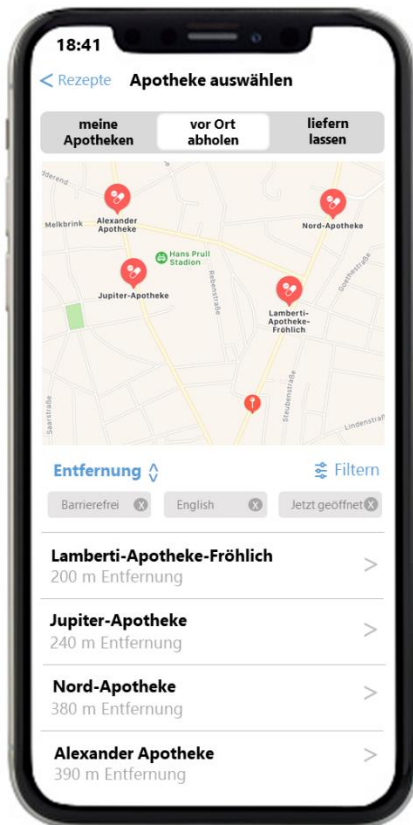 18:41
< Rezepte Apotheke auswählen
meine
Apotheken
vor Ort
abholen
liefern
lassen
Melkbrink
Alexander
Apotheke
Nord-Apotheke
Hans Prull
Stadion
Goethestraße
Rebenstraße
Jupiter-Apotheke
Lamberti-
Apotheke-
Fröhlich
Saarstraße
Steubenstraße
Entfernung
Filtern
Barrierefrei X
English X
Jetzt geöffnet X
Lamberti-Apotheke-Fröhlich >
200 m Entfernung
Jupiter-Apotheke >
240 m Entfernung
Nord-Apotheke >
380 m Entfernung
Alexander Apotheke >
390 m Entfernung